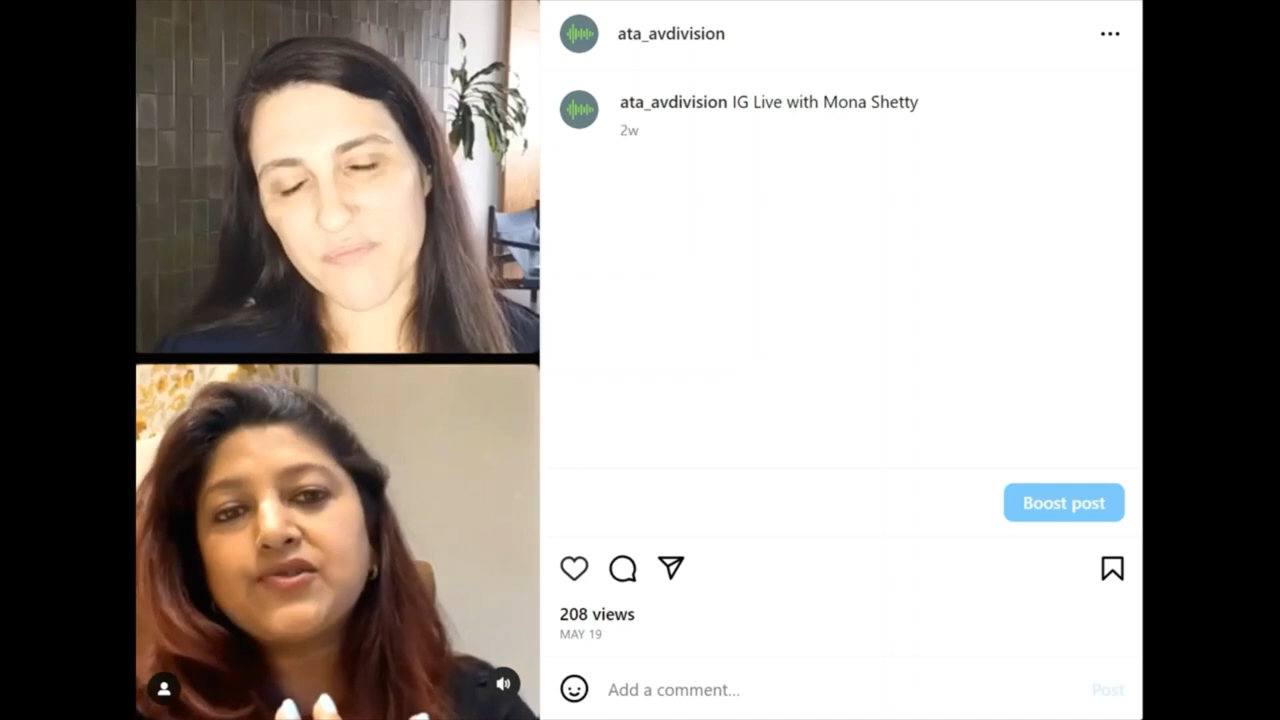 ata_avdivision
ata_avdivision IG Live with Mona Shetty
2w
Boost post
208 views
MAY 19
Add a comment...
Post